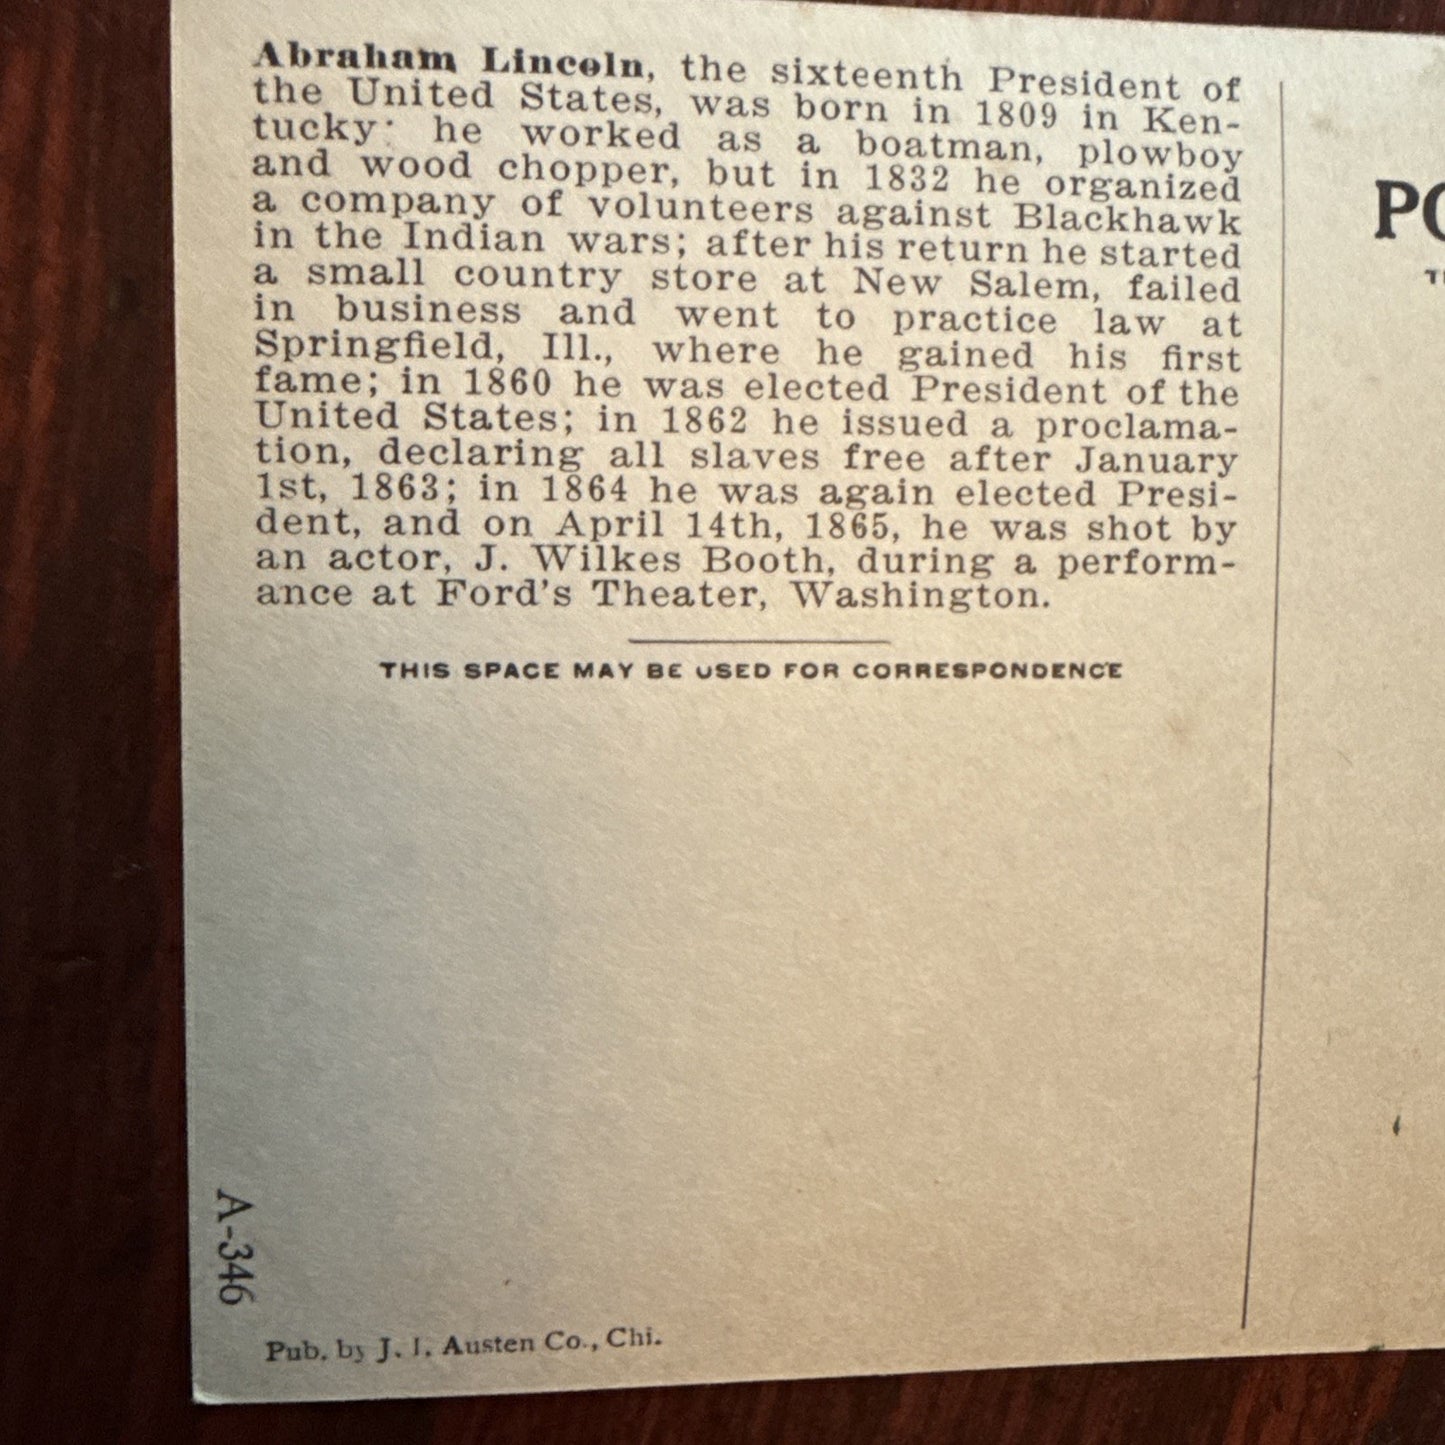 Abraham Lincoln, the sixteenth President of
the United States, was born in 1809 in Ken-
tucky: he worked as a boatman, plowboy
and wood chopper, but in 1832 he organized
a company of volunteers against Blackhawk
in the Indian wars; after his return he started
a small country store at New Salem, failed
in business and went to practice law at
Springfield, Ill., where he gained his first
fame; in 1860 he was elected President of the
United States; in 1862 he issued a proclama-
tion, declaring all slaves free after January
1st, 1863; in 1864 he was again elected Presi-
dent, and on April 14th, 1865, he was shot by
an actor, J. Wilkes Booth, during a perform-
ance at Ford's Theater, Washington.
THIS SPACE MAY BE USED FOR CORRESPONDENCE
A-346
Pub. by J. I. Austen Co., Chi.